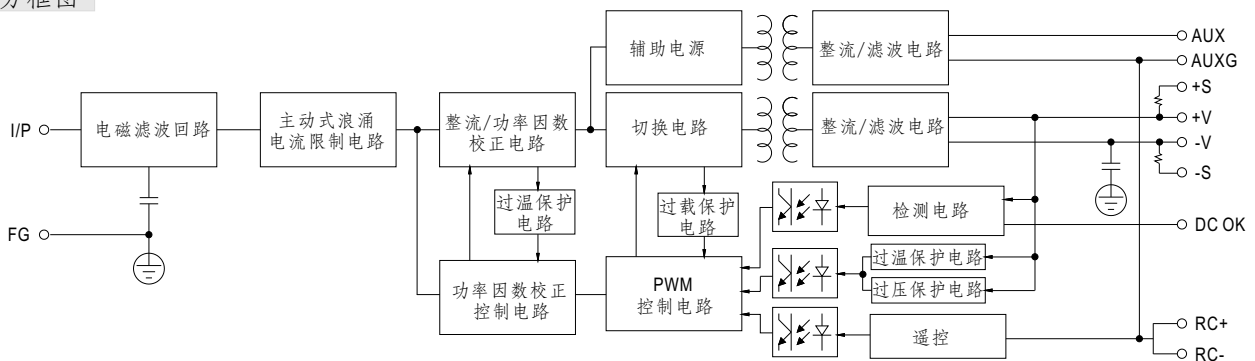 方框图
辅助电源
整流/滤波电路
AUX
AUXG
+S
I/P
电磁滤波回路
主动式浪涌
电流限制电路
整流/功率因数
校正电路
切换电路
整流/滤波电路
+V
-V
-S
过温保护
电路
过载保护
电路
检测电路
DC OK
FG
功率因数校正
控制电路
PWM
控制电路
过温保护电路
过压保护电路
遥控
RC+
RC-